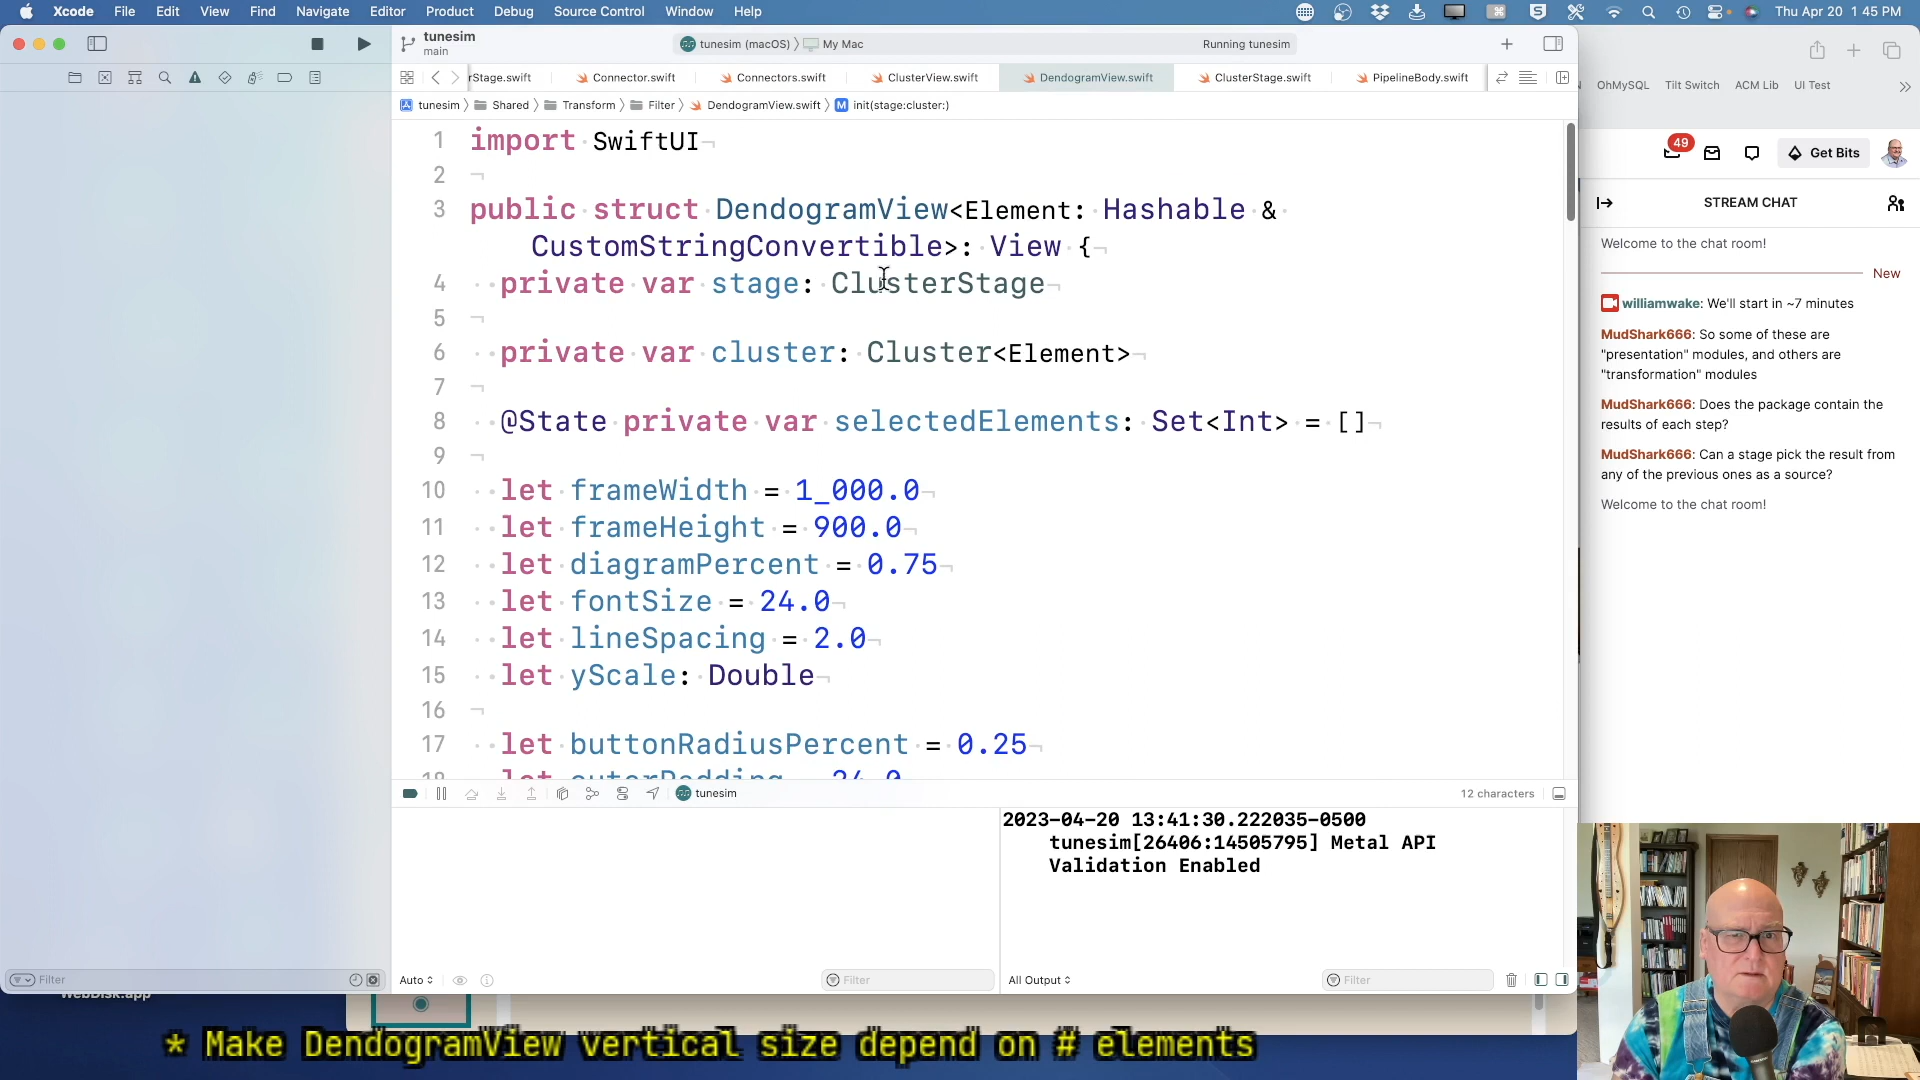 Xcode File Edit View Find Navigate Editor Product Debug Source Control Window Help Thu Apr 20 1:45 PM
tunesim
main
tunesim (macOS) My Mac Running tunesim
rStage.swift Connector.swift Connectors.swift ClusterView.swift DendogramView.swift ClusterStage.swift PipelineBody.swift
tunesim Shared Transform Filter DendogramView.swift M init(stage:cluster:)
1 import SwiftUI
2
3 public struct DendogramView<Element: Hashable &
CustomStringConvertible>: View {
4 private var stage: ClusterStage
5
6 private var cluster: Cluster<Element>
7
8 @State private var selectedElements: Set<Int> = []
9
10 let frameWidth = 1_000.0
11 let frameHeight = 900.0
12 let diagramPercent = 0.75
13 let fontSize = 24.0
14 let lineSpacing = 2.0
15 let yScale: Double
16
17 let buttonRadiusPercent = 0.25
18 let outerPadding = 24.0
tunesim 12 characters
2023-04-20 13:41:30.222035-0500
tunesim[26406:14505795] Metal API
Validation Enabled
Filter
Auto Filter All Output Filter
WebDisk.app
* Make DendogramView vertical size depend on # elements
OhMySQL Tilt Switch ACM Lib UI Test
49 Get Bits
STREAM CHAT
Welcome to the chat room!
New
williamwake: We'll start in ~7 minutes
MudShark666: So some of these are
"presentation" modules, and others are
"transformation" modules
MudShark666: Does the package contain the
results of each step?
MudShark666: Can a stage pick the result from
any of the previous ones as a source?
Welcome to the chat room!